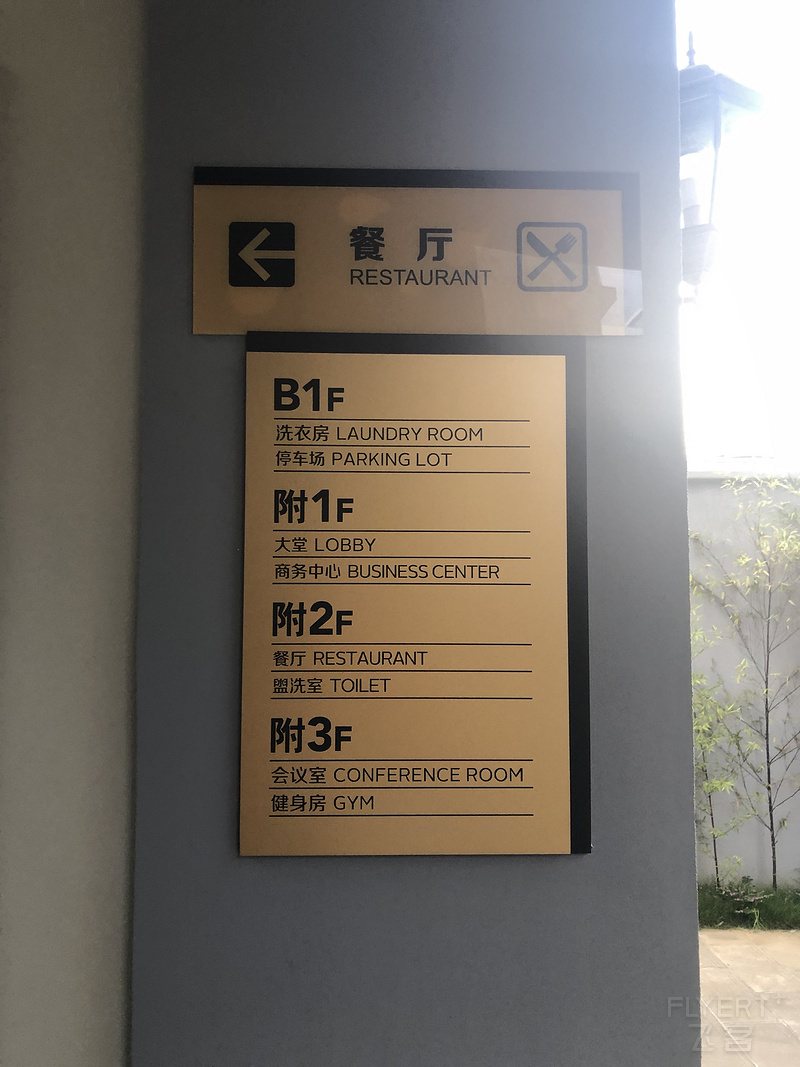 餐 厅
RESTAURANT
B1F
洗衣房 LAUNDRY ROOM
停车场 PARKING LOT
附1F
大堂 LOBBY
商务中心 BUSINESS CENTER
附2F
餐厅 RESTAURANT
盥洗室 TOILET
附3F
会议室 CONFERENCE ROOM
健身房 GYM
FLYERT
飞客